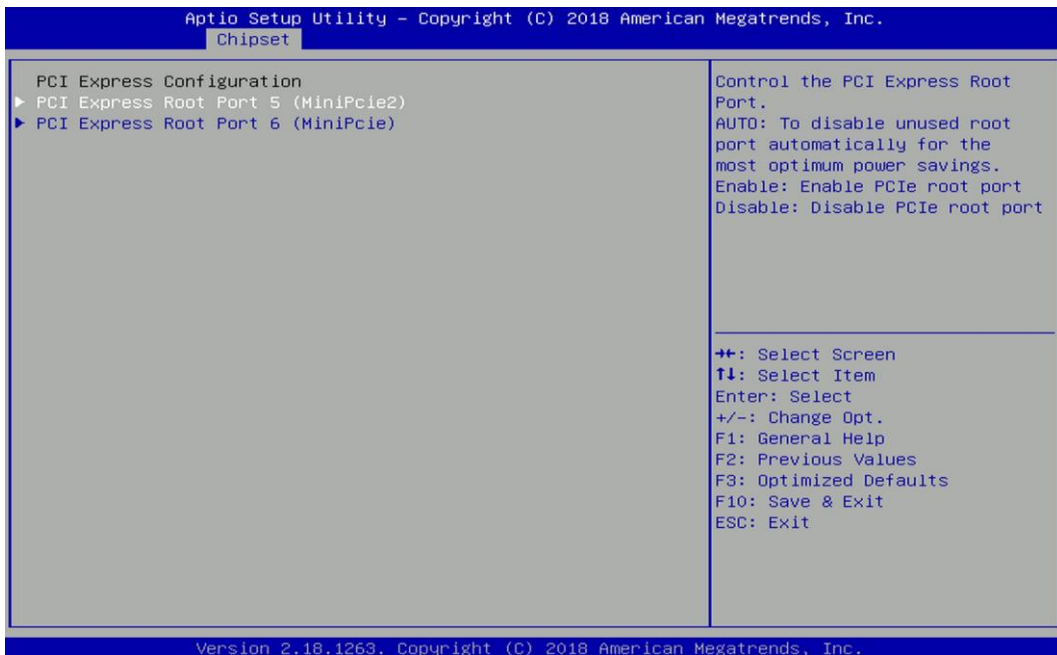 Aptio Setup Utility – Copyright (C) 2018 American Megatrends, Inc.
Chipset
PCI Express Configuration
▶ PCI Express Root Port 5 (MiniPcie2)
▶ PCI Express Root Port 6 (MiniPcie)
Control the PCI Express Root
Port.
AUTO: To disable unused root
port automatically for the
most optimum power savings.
Enable: Enable PCIe root port
Disable: Disable PCIe root port
→←: Select Screen
↑↓: Select Item
Enter: Select
+/-: Change Opt.
F1: General Help
F2: Previous Values
F3: Optimized Defaults
F10: Save & Exit
ESC: Exit
Version 2.18.1263. Copyright (C) 2018 American Megatrends, Inc.